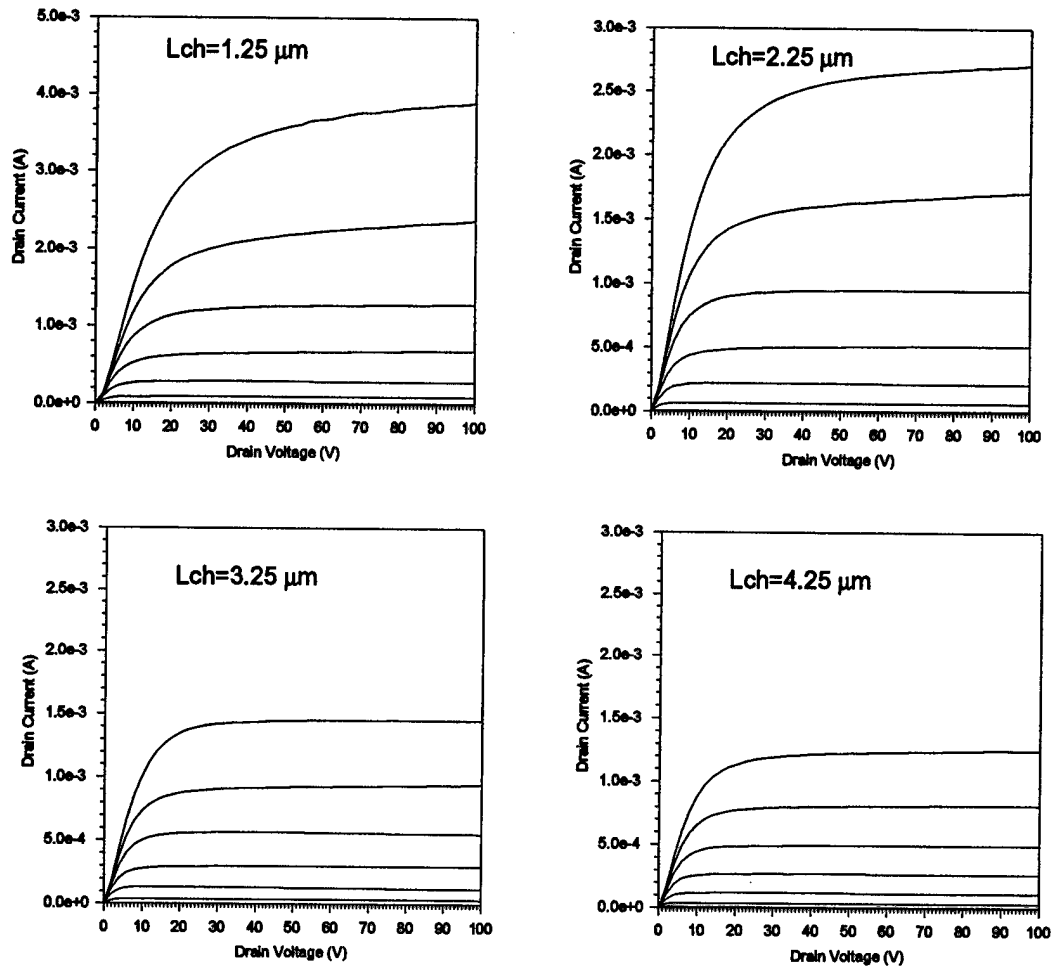 Lch=1.25 µm
Drain Current (A)
5.0e-3
4.0e-3
3.0e-3
2.0e-3
1.0e-3
0.0e+0
0 10 20 30 40 50 60 70 80 90 100
Drain Voltage (V)
Lch=2.25 µm
Drain Current (A)
3.0e-3
2.5e-3
2.0e-3
1.5e-3
1.0e-3
5.0e-4
0.0e+0
0 10 20 30 40 50 60 70 80 90 100
Drain Voltage (V)
Lch=3.25 µm
Drain Current (A)
3.0e-3
2.5e-3
2.0e-3
1.5e-3
1.0e-3
5.0e-4
0.0e+0
0 10 20 30 40 50 60 70 80 90 100
Drain Voltage (V)
Lch=4.25 µm
Drain Current (A)
3.0e-3
2.5e-3
2.0e-3
1.5e-3
1.0e-3
5.0e-4
0.0e+0
0 10 20 30 40 50 60 70 80 90 100
Drain Voltage (V)